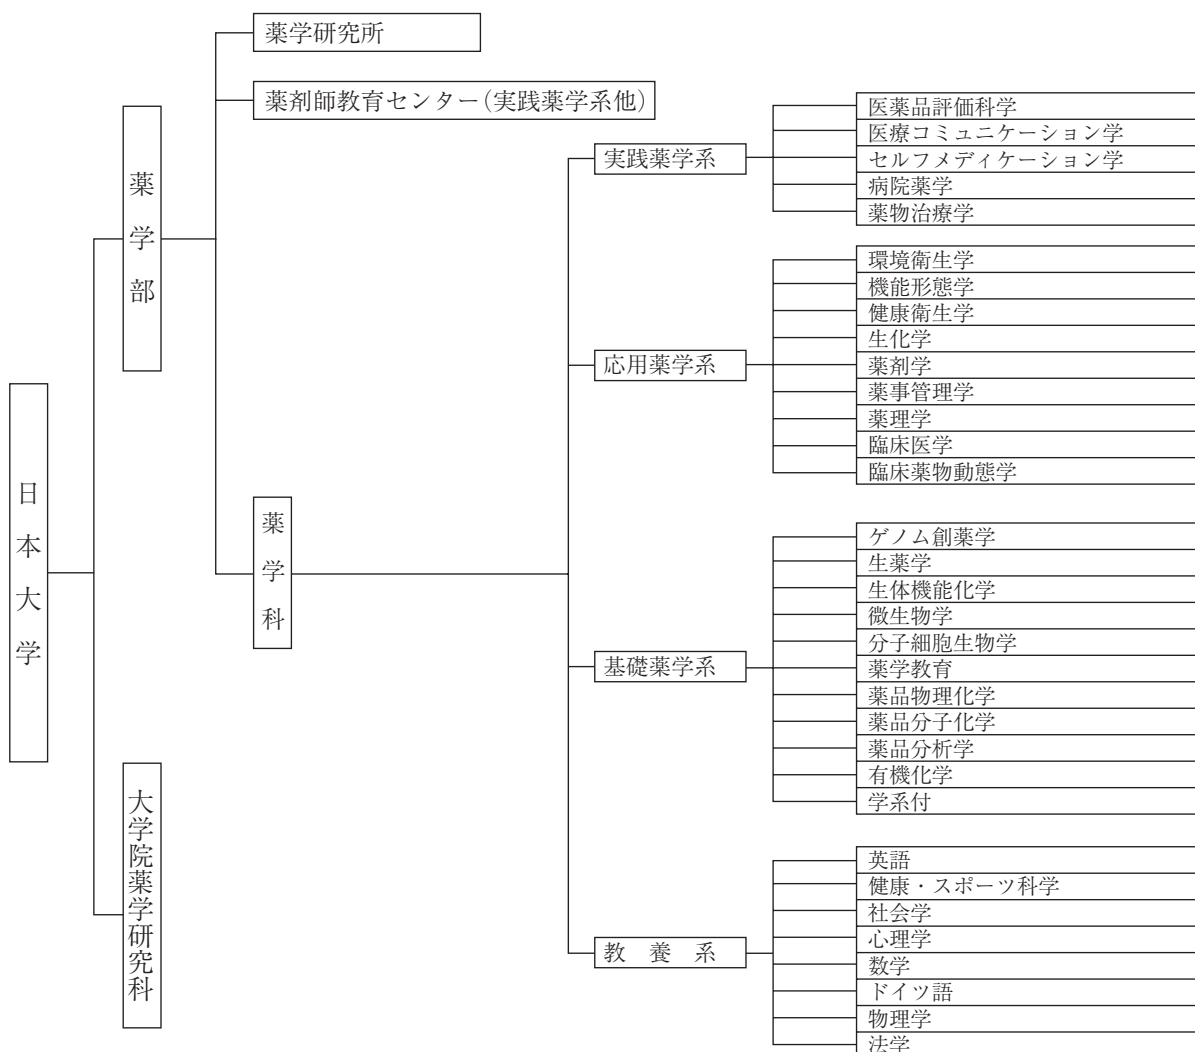 日本大学
薬学部
大学院薬学研究科
薬学研究所
薬剤師教育センター(実践薬学系他)
薬学科
実践薬学系
医薬品評価科学
医療コミュニケーション学
セルフメディケーション学
病院薬学
薬物治療学
応用薬学系
環境衛生学
機能形態学
健康衛生学
生化学
薬剤学
薬事管理学
薬理学
臨床医学
臨床薬物動態学
基礎薬学系
ゲノム創薬学
生薬学
生体機能化学
微生物学
分子細胞生物学
薬学教育
薬品物理化学
薬品分子化学
薬品分析学
有機化学
学系付
教養系
英語
健康・スポーツ科学
社会学
心理学
数学
ドイツ語
物理学
法学